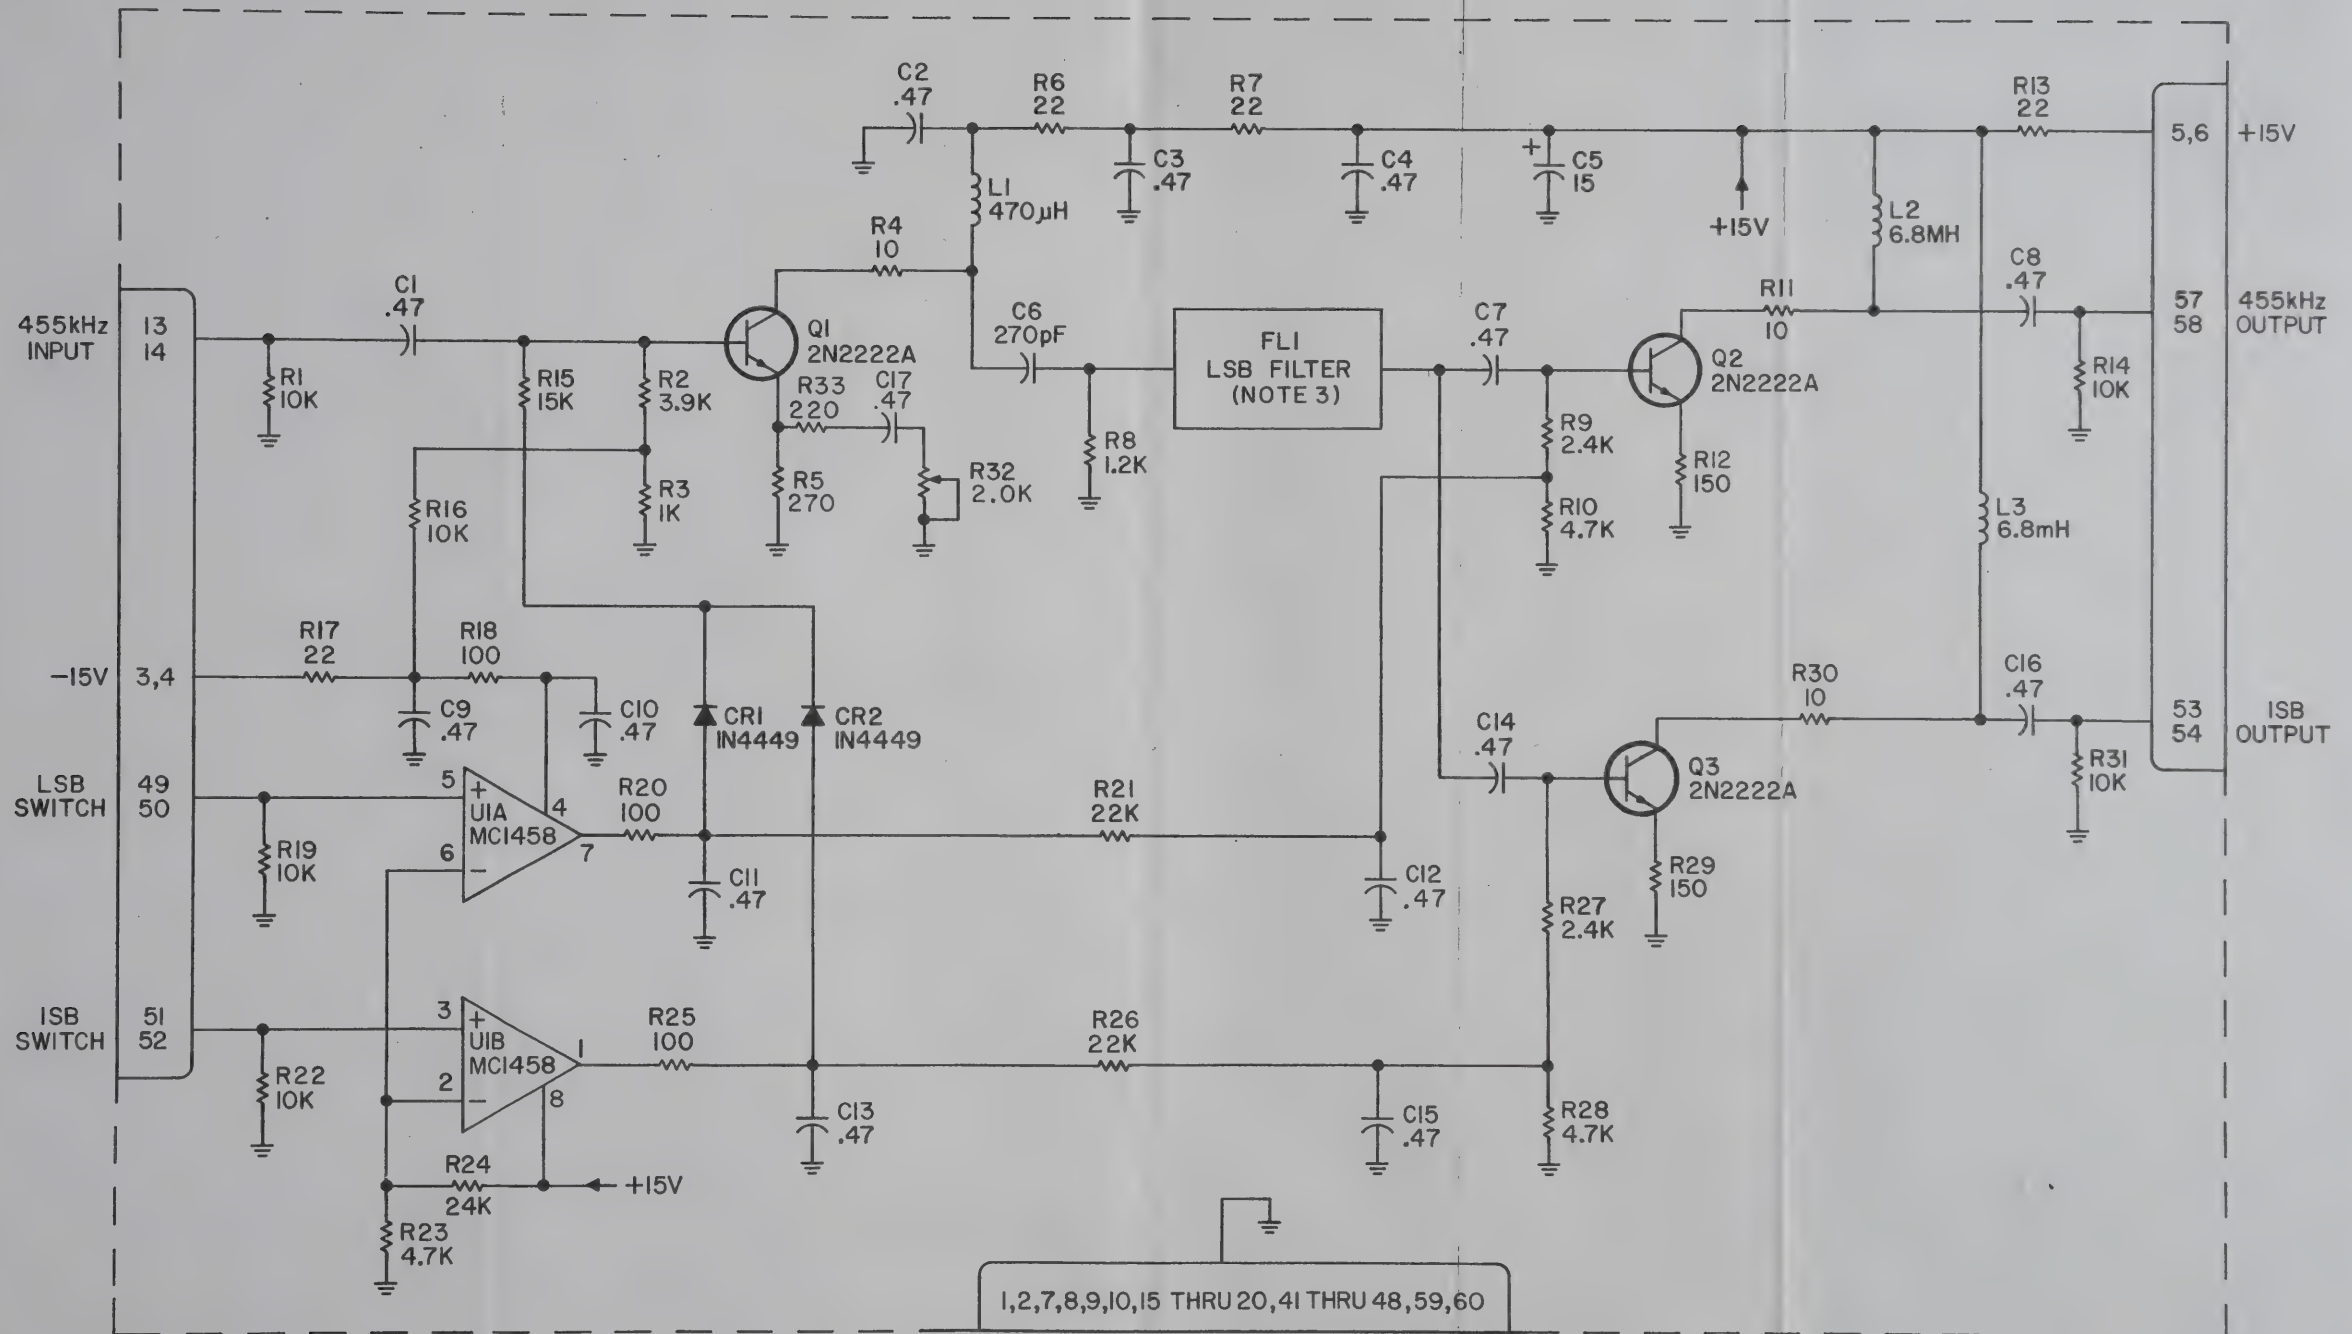 C2
.47
R6
22
R7
22
R13
22
C3
.47
C4
.47
+
C5
15
+15V
5,6
+15V
L1
470µH
L2
6.8MH
R4
10
C1
.47
C6
270pF
C7
.47
R11
10
C8
.47
455kHz
INPUT
13
14
57
58
455kHz
OUTPUT
Q1
2N2222A
FL1
LSB FILTER
(NOTE 3)
Q2
2N2222A
R1
10K
R15
15K
R2
3.9K
R33
220
C17
.47
R14
10K
R8
1.2K
R9
2.4K
R12
150
R3
1K
R5
270
R32
2.0K
R10
4.7K
R16
10K
L3
6.8mH
R17
22
R18
100
-15V
3,4
C9
.47
C10
.47
CR1
1N4449
CR2
1N4449
C14
.47
R30
10
C16
.47
53
54
ISB
OUTPUT
Q3
2N2222A
R31
10K
LSB
SWITCH
49
50
5
+
U1A
MC1458
4
6
-
7
R20
100
R21
22K
R19
10K
C11
.47
C12
.47
R29
150
R27
2.4K
ISB
SWITCH
51
52
3
+
U1B
MC1458
1
2
-
8
R25
100
R26
22K
R22
10K
C13
.47
C15
.47
R28
4.7K
R24
24K
+15V
R23
4.7K
1,2,7,8,9,10,15 THRU 20,41 THRU 48,59,60